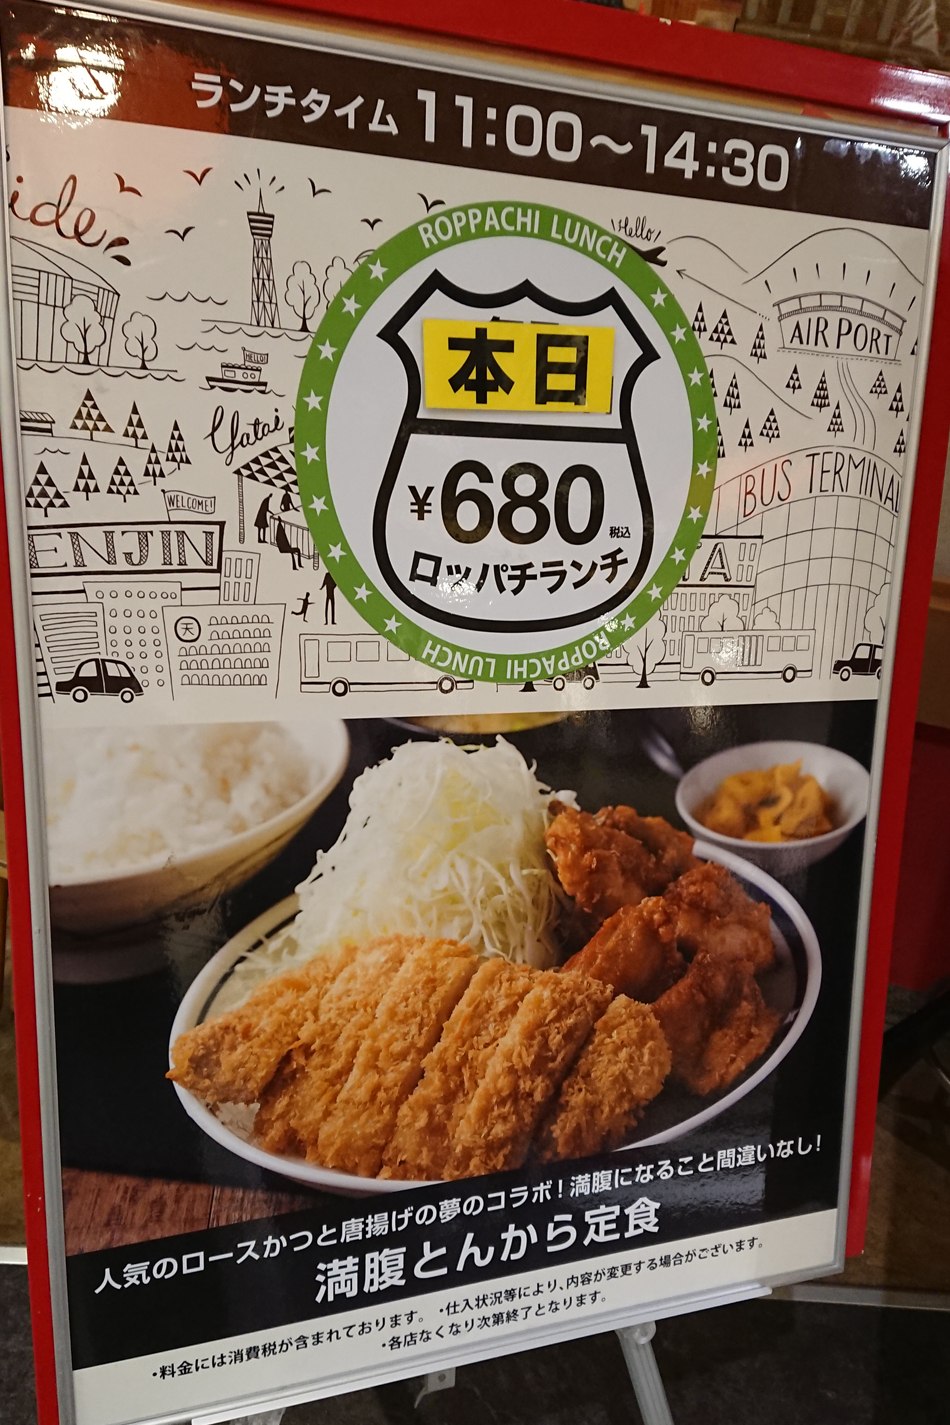 ランチタイム 11:00～14:30
ide
Hello!
ROPPACHI LUNCH
本日
AIR PORT
HELLO!
Yatai
¥680税込
ロッパチランチ
WELCOME!
BUS TERMINAL
ENJIN
TA
天
ROPPACHI LUNCH
人気のロースかつと唐揚げの夢のコラボ！満腹になること間違いなし！
満腹とんから定食
・料金には消費税が含まれております。 ・仕入状況等により、内容が変更する場合がございます。
・各店なくなり次第終了となります。